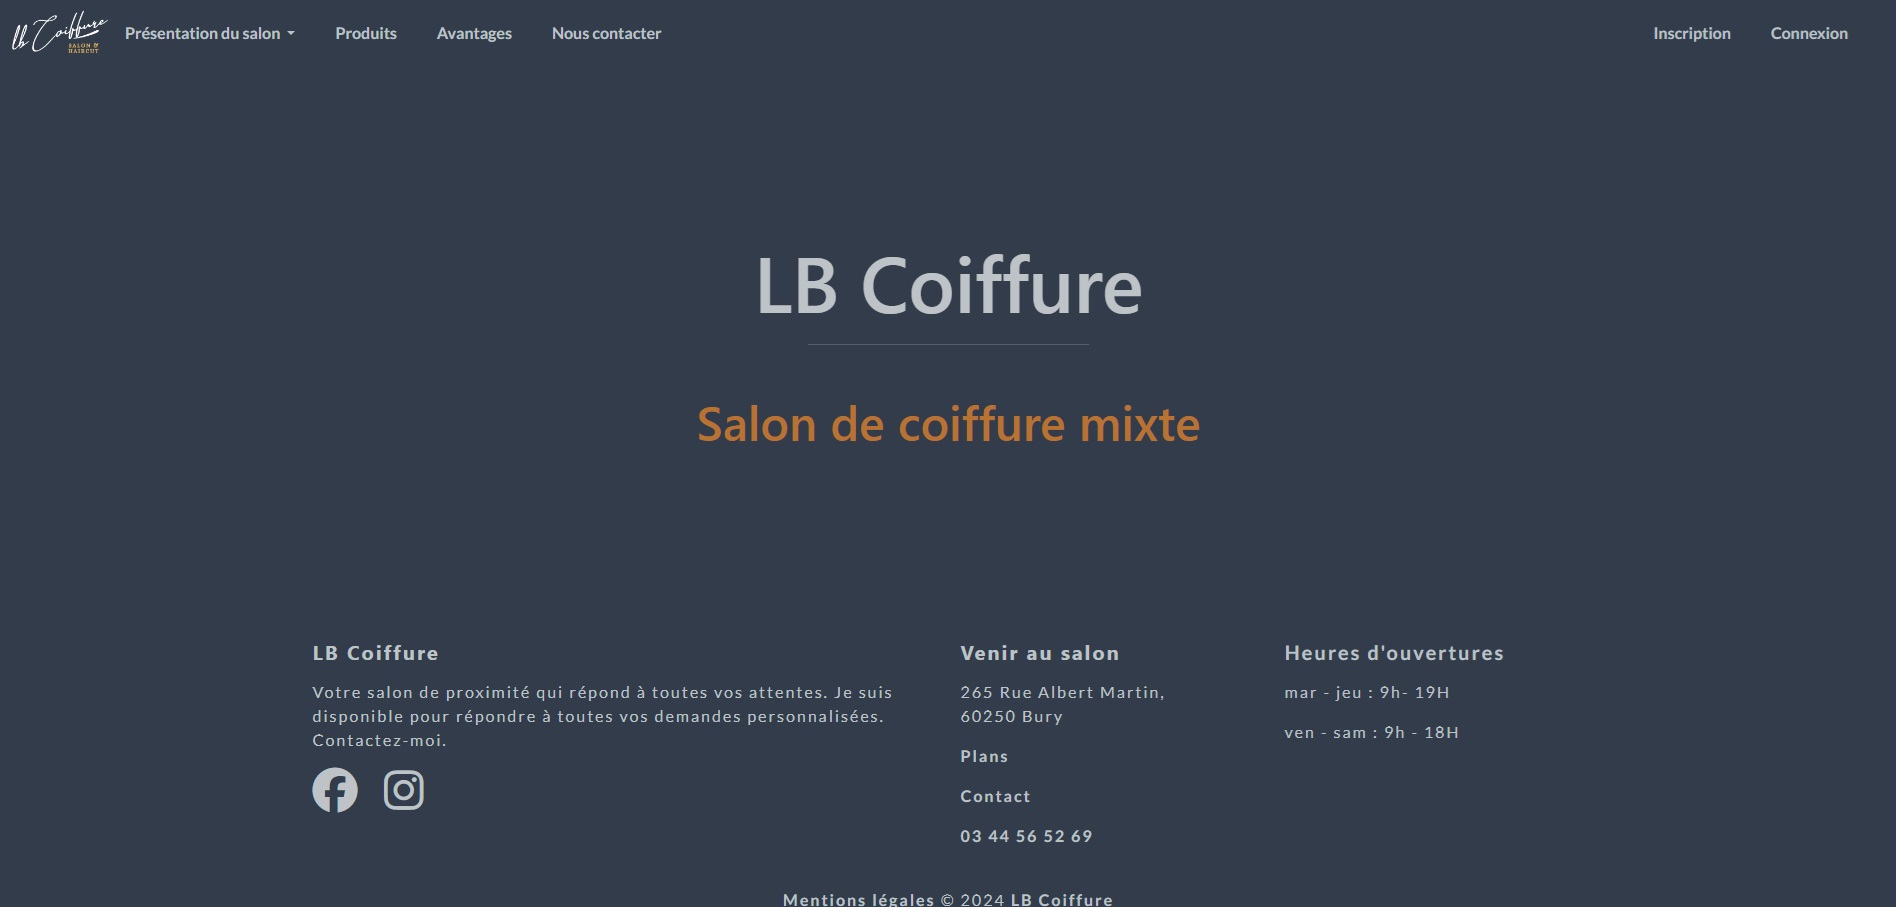 lb Coiffure
SALON &
HAIRCUT
Présentation du salon
Produits
Avantages
Nous contacter
Inscription
Connexion
LB Coiffure
Salon de coiffure mixte
LB Coiffure
Votre salon de proximité qui répond à toutes vos attentes. Je suis
disponible pour répondre à toutes vos demandes personnalisées.
Contactez-moi.
Venir au salon
265 Rue Albert Martin,
60250 Bury
Plans
Contact
03 44 56 52 69
Heures d'ouvertures
mar - jeu : 9h- 19H
ven - sam : 9h - 18H
Mentions légales © 2024 LB Coiffure